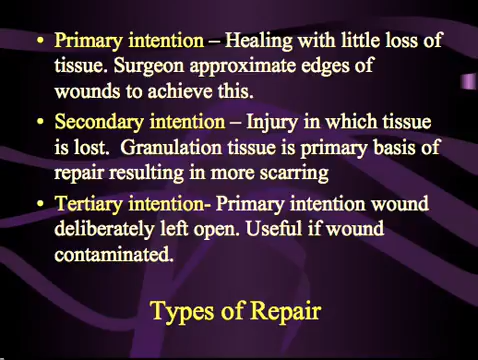 • Primary intention – Healing with little loss of
tissue. Surgeon approximate edges of
wounds to achieve this.
• Secondary intention – Injury in which tissue
is lost.  Granulation tissue is primary basis of
repair resulting in more scarring
• Tertiary intention- Primary intention wound
deliberately left open. Useful if wound
contaminated.
Types of Repair